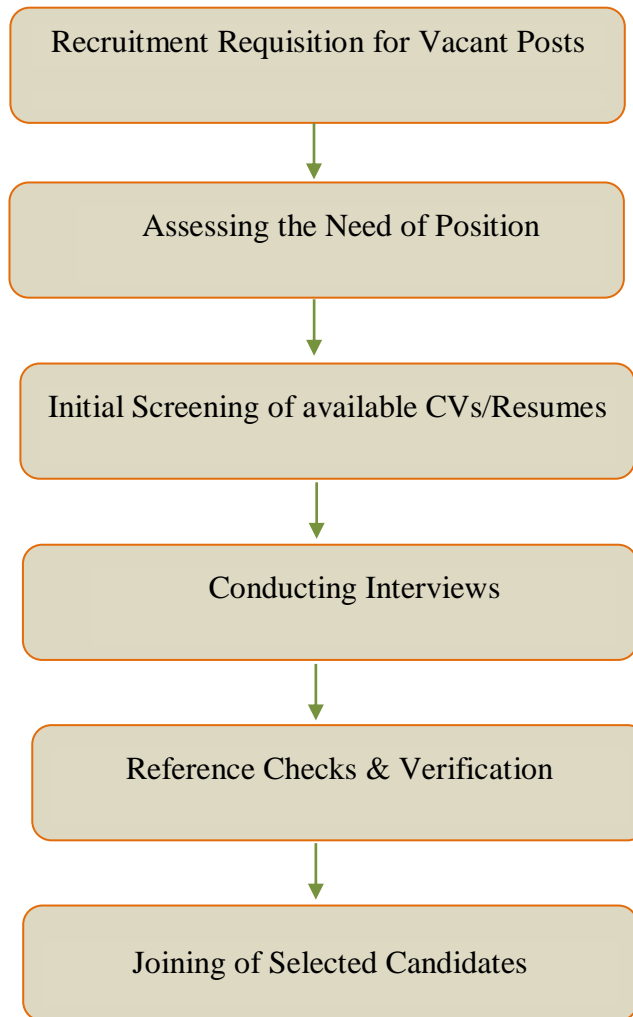 Recruitment Requisition for Vacant Posts
Assessing the Need of Position
Initial Screening of available CVs/Resumes
Conducting Interviews
Reference Checks & Verification
Joining of Selected Candidates